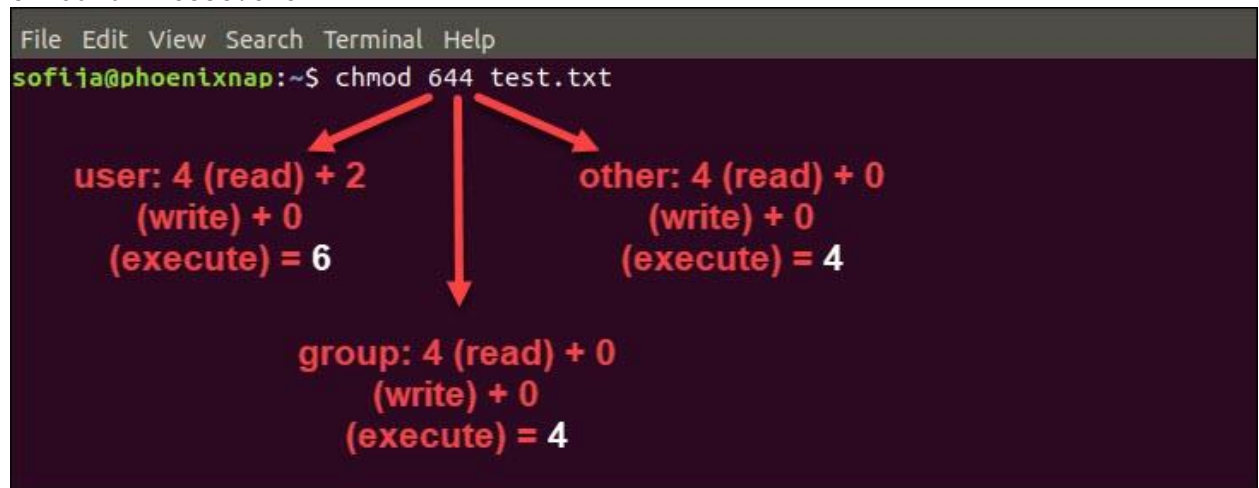 File Edit View Search Terminal Help
sofija@phoenixnap:~$ chmod 644 test.txt
user: 4 (read) + 2
(write) + 0
(execute) = 6
other: 4 (read) + 0
(write) + 0
(execute) = 4
group: 4 (read) + 0
(write) + 0
(execute) = 4